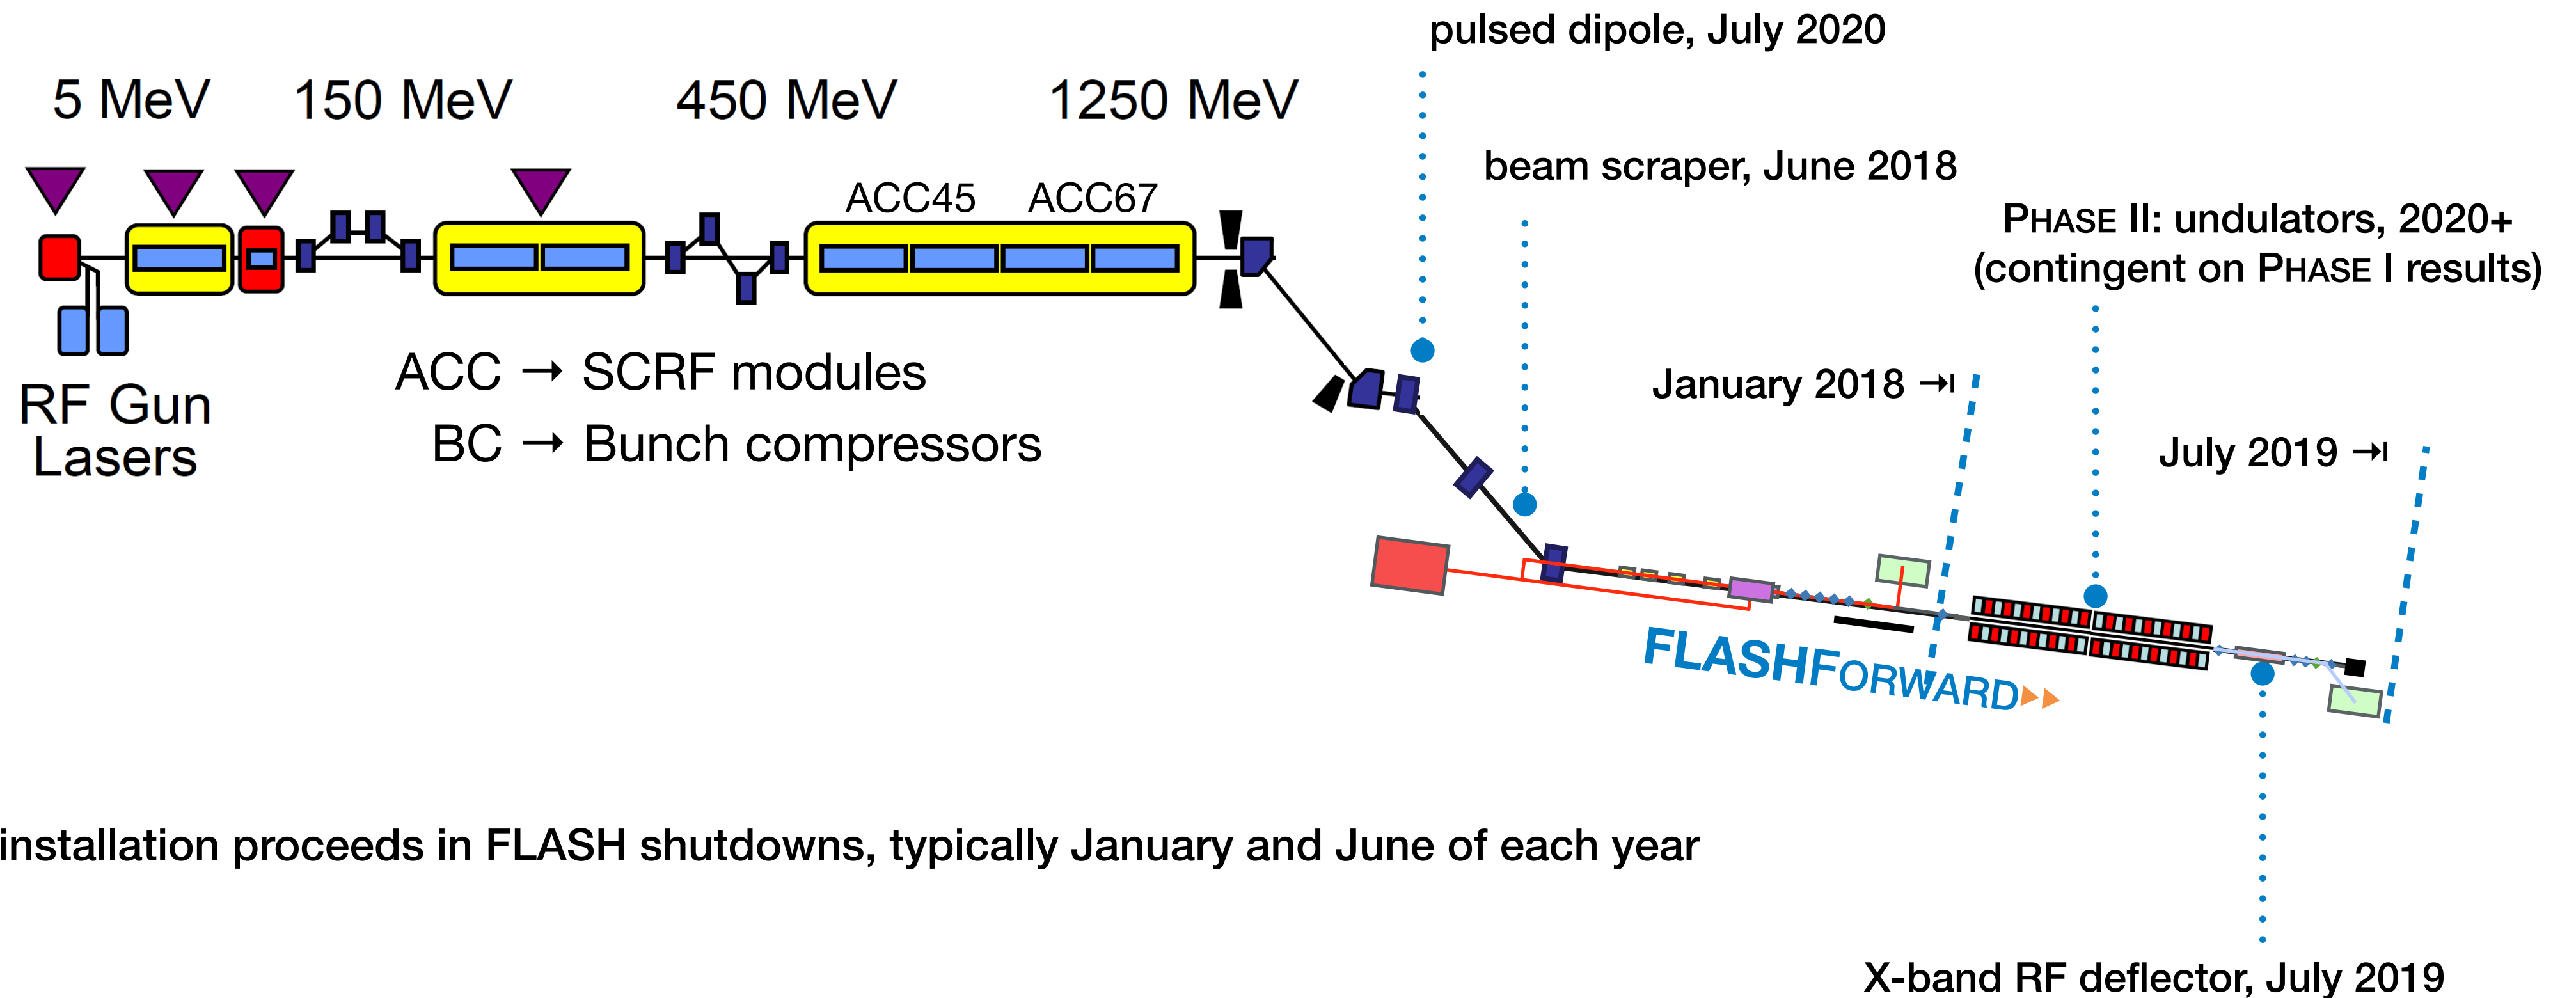 pulsed dipole, July 2020
5 MeV
150 MeV
450 MeV
1250 MeV
beam scraper, June 2018
ACC45
ACC67
PHASE II: undulators, 2020+
(contingent on PHASE I results)
ACC → SCRF modules
January 2018 →I
RF Gun
Lasers
BC → Bunch compressors
July 2019 →I
FLASHFORWARD
installation proceeds in FLASH shutdowns, typically January and June of each year
X-band RF deflector, July 2019